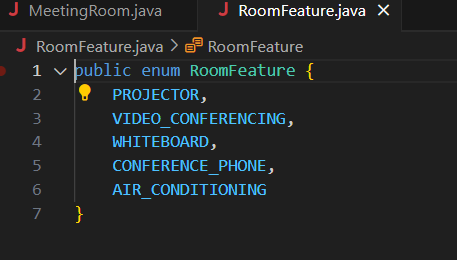 J MeetingRoom.java J RoomFeature.java ×
J RoomFeature.java > RoomFeature
1 public enum RoomFeature {
2 PROJECTOR,
3 VIDEO_CONFERENCING,
4 WHITEBOARD,
5 CONFERENCE_PHONE,
6 AIR_CONDITIONING
7 }